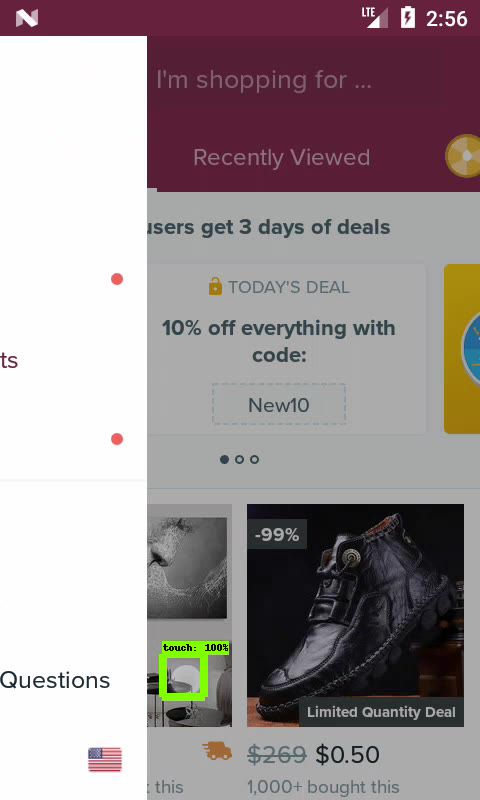 LTE 2:56
I'm shopping for ...
Recently Viewed
users get 3 days of deals
TODAY'S DEAL
10% off everything with
code:
New10
ts
-99%
touch: 100%
Questions
Limited Quantity Deal
$269 $0.50
t this
1,000+ bought this